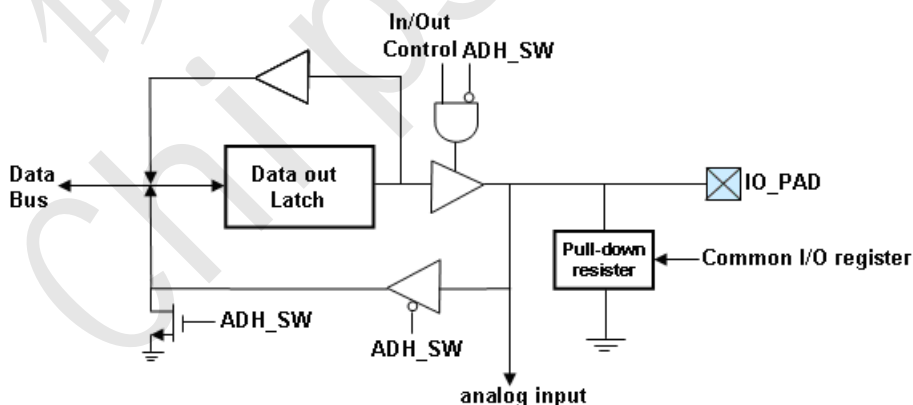 In/Out
Control ADH_SW
Data
Bus
Data out
Latch
IO_PAD
Pull-down
resister
Common I/O register
ADH_SW
ADH_SW
analog input
Chips